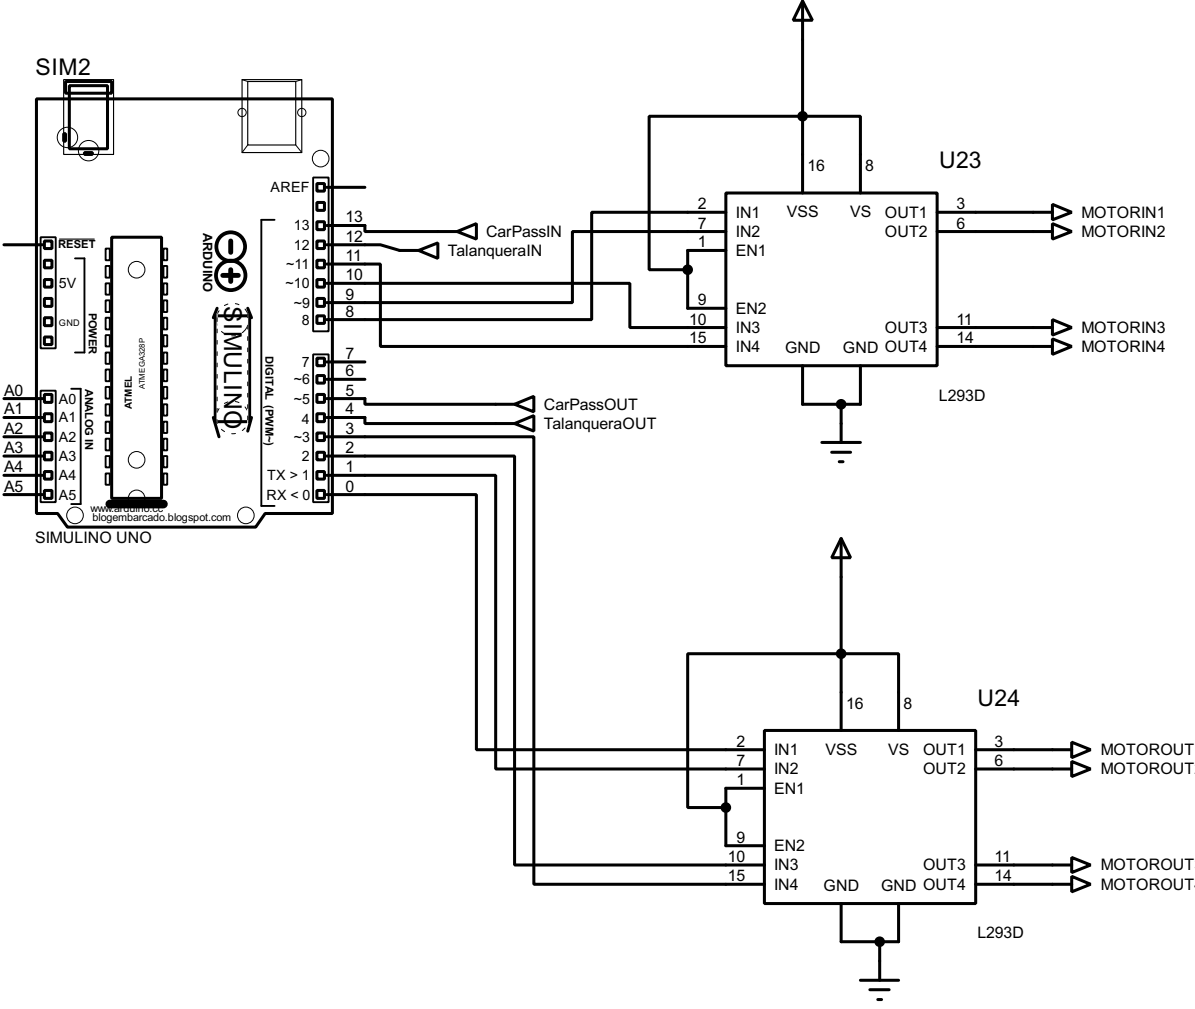 SIM2
AREF
13
12
~11
~10
~9
8
13
12
11
10
9
8
CarPassIN
TalanqueraIN
RESET
5V
GND
POWER
ARDUINO
SIMULINO
ATMEL
ATMEGA328P
DIGITAL (PWM~)
7
~6
~5
4
~3
2
TX > 1
RX < 0
7
6
5
4
3
2
1
0
CarPassOUT
TalanqueraOUT
A0
A1
A2
A3
A4
A5
A0
A1
A2
A3
A4
A5
ANALOG IN
www.arduino.cc
blogembarcado.blogspot.com
SIMULINO UNO
U23
16
8
2
7
1
9
10
15
IN1
IN2
EN1
EN2
IN3
IN4
VSS
VS
OUT1
OUT2
OUT3
OUT4
GND
GND
3
6
11
14
MOTORIN1
MOTORIN2
MOTORIN3
MOTORIN4
L293D
U24
16
8
2
7
1
9
10
15
IN1
IN2
EN1
EN2
IN3
IN4
VSS
VS
OUT1
OUT2
OUT3
OUT4
GND
GND
3
6
11
14
MOTOROUT
MOTOROUT
MOTOROUT
MOTOROUT
L293D